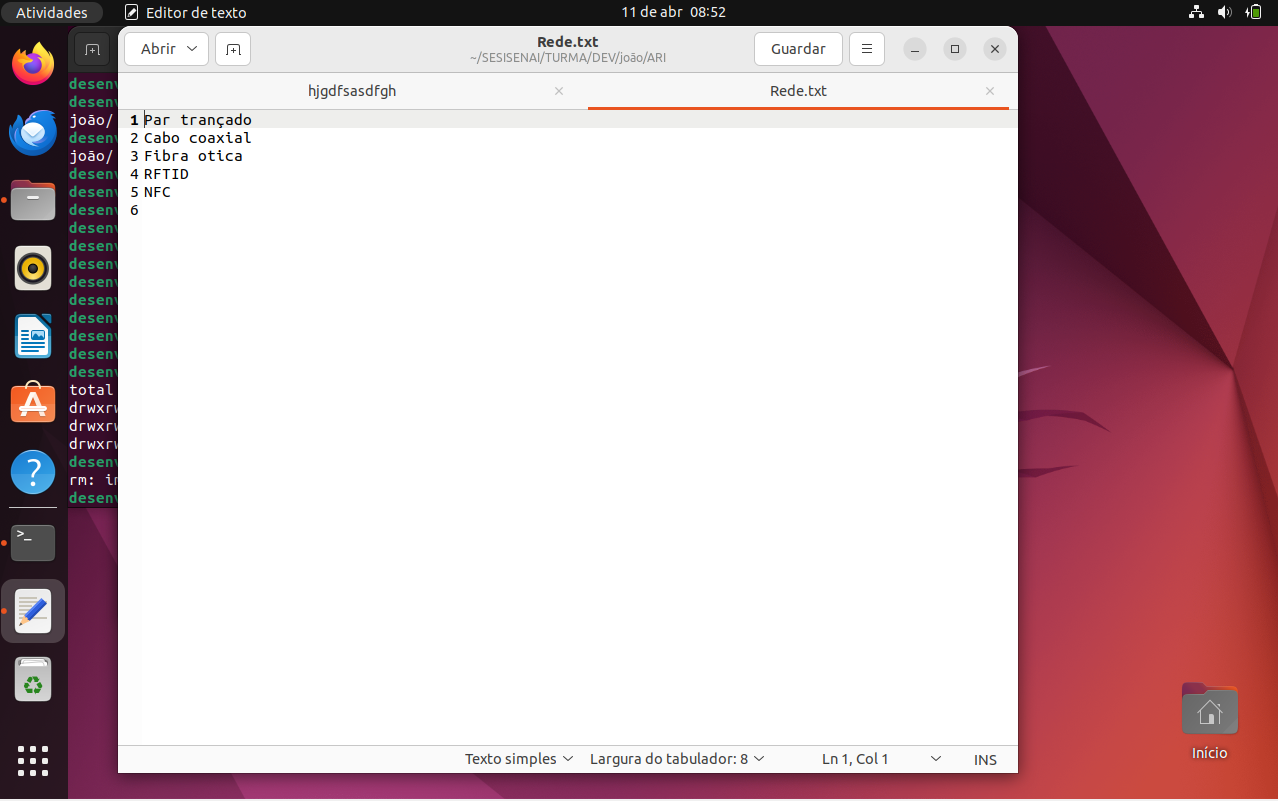 Atividades
Editor de texto
11 de abr 08:52
Abrir
Rede.txt
~/SESISENAI/TURMA/DEV/joão/ARI
Guardar
hjgdfsasdfgh
Rede.txt
1 Par trançado
2 Cabo coaxial
3 Fibra otica
4 RFTID
5 NFC
6
desenv
desenv
joão/
desenv
joão/
desenv
desenv
desenv
desenv
desenv
desenv
desenv
desenv
desenv
desenv
desenv
desenv
total
drwxrw
drwxrw
drwxrw
desenv
rm: im
desenv
>_
?
Texto simples
Largura do tabulador: 8
Ln 1, Col 1
INS
Início